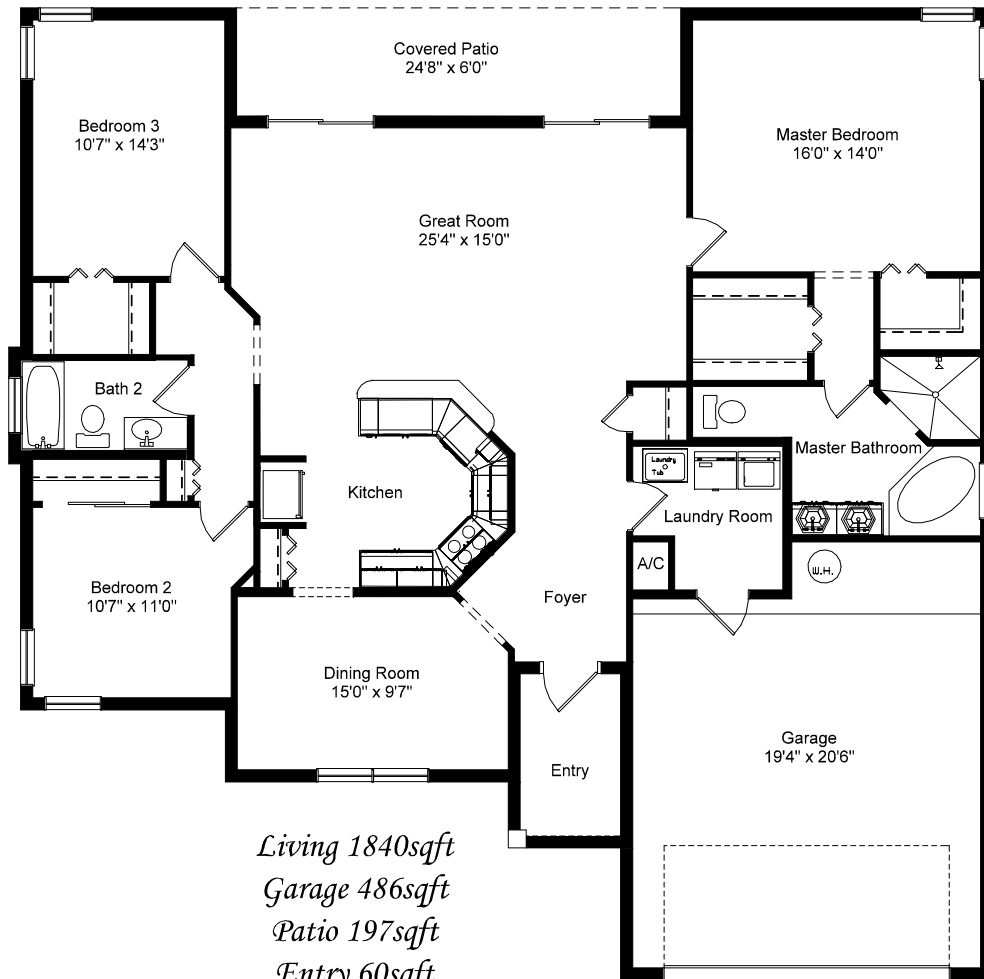 Covered Patio
24'8" x 6'0"
Bedroom 3
10'7" x 14'3"
Master Bedroom
16'0" x 14'0"
Great Room
25'4" x 15'0"
Bath 2
Master Bathroom
Laundry
Tub
Kitchen
Laundry Room
A/C
W.H.
Bedroom 2
10'7" x 11'0"
Foyer
Dining Room
15'0" x 9'7"
Garage
19'4" x 20'6"
Entry
Living 1840sqft
Garage 486sqft
Patio 197sqft
Entry 60sqft